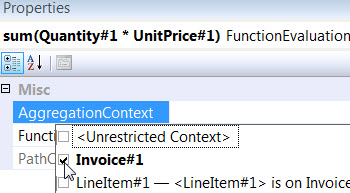 Properties
sum(Quantity#1 * UnitPrice#1) FunctionEvaluation
Misc
AggregationContext
Functi
<Unrestricted Context>
PathC
Invoice#1
LineItem#1 — <LineItem#1> is on Invoice